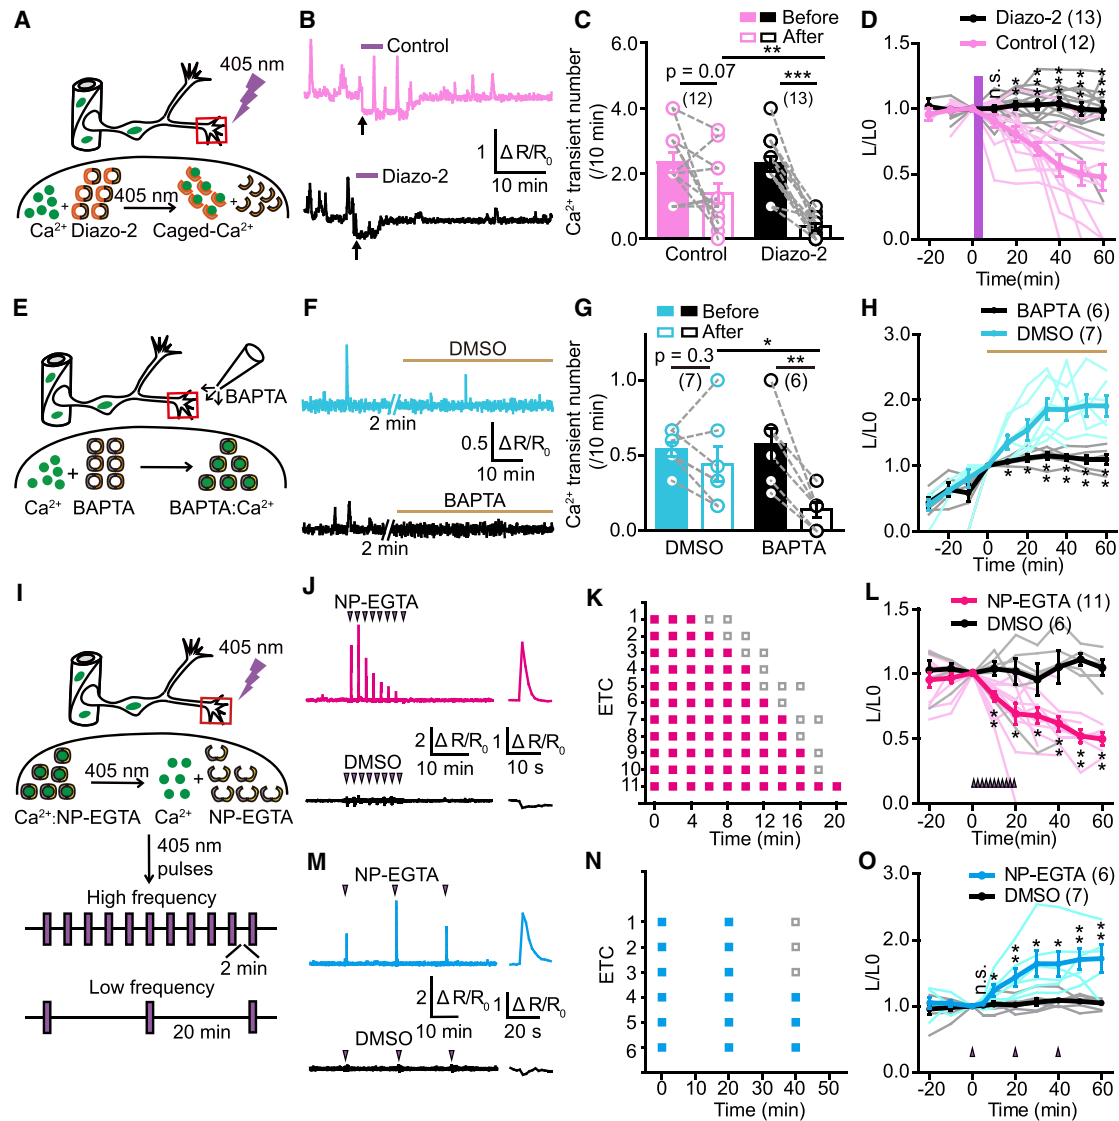 A
405 nm
405 nm
Ca²⁺ Diazo-2
Caged-Ca²⁺
+
+
B
Control
1
Δ R/R₀
10 min
Diazo-2
C
Before
After
**
p = 0.07
***
(12)
(13)
Ca²⁺ transient number
(/10 min)
6.0
4.0
2.0
0.0
Control
Diazo-2
D
Diazo-2 (13)
Control (12)
n.s.
** ** *** *** *** ***
L/L0
1.5
1.0
0.5
0.0
-20 0 20 40 60
Time(min)
E
BAPTA
+
Ca²⁺ BAPTA
BAPTA:Ca²⁺
F
DMSO
2 min
0.5
Δ R/R₀
10 min
BAPTA
2 min
G
Before
After
*
p = 0.3
**
(7)
(6)
Ca²⁺ transient number
(/10 min)
1.0
0.5
0.0
DMSO
BAPTA
H
BAPTA (6)
DMSO (7)
L/L0
3.0
2.0
1.0
0.0
* * * ** ** **
-20 0 20 40 60
Time (min)
I
405 nm
405 nm
+
Ca²⁺:NP-EGTA
Ca²⁺
NP-EGTA
405 nm
pulses
High frequency
2 min
Low frequency
20 min
J
NP-EGTA
2
Δ R/R₀
10 min
1
Δ R/R₀
10 s
DMSO
K
ETC
1
2
3
4
5
6
7
8
9
10
11
0 4 8 12 16 20
Time (min)
L
NP-EGTA (11)
DMSO (6)
L/L0
1.5
1.0
0.5
0.0
** * * ** ** **
-20 0 20 40 60
Time (min)
M
NP-EGTA
2
Δ R/R₀
10 min
1
Δ R/R₀
20 s
DMSO
N
ETC
1
2
3
4
5
6
0 10 20 30 40 50
Time (min)
O
NP-EGTA (6)
DMSO (7)
L/L0
3.0
2.0
1.0
0.0
n.s.
* ** * * ** **
-20 0 20 40 60
Time (min)